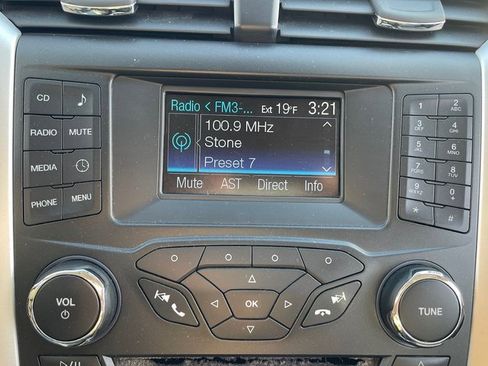 Radio < FM3-... Ext 19°F 3:21
100.9 MHz
Stone
Preset 7
Mute AST Direct Info
CD
RADIO MUTE
MEDIA
PHONE MENU
1 2 ABC
3 DEF 4 GHI
5 JKL 6 MNO
7 PQRS 8 TUV
9 WXYZ 0 +
* #
VOL
OK
TUNE